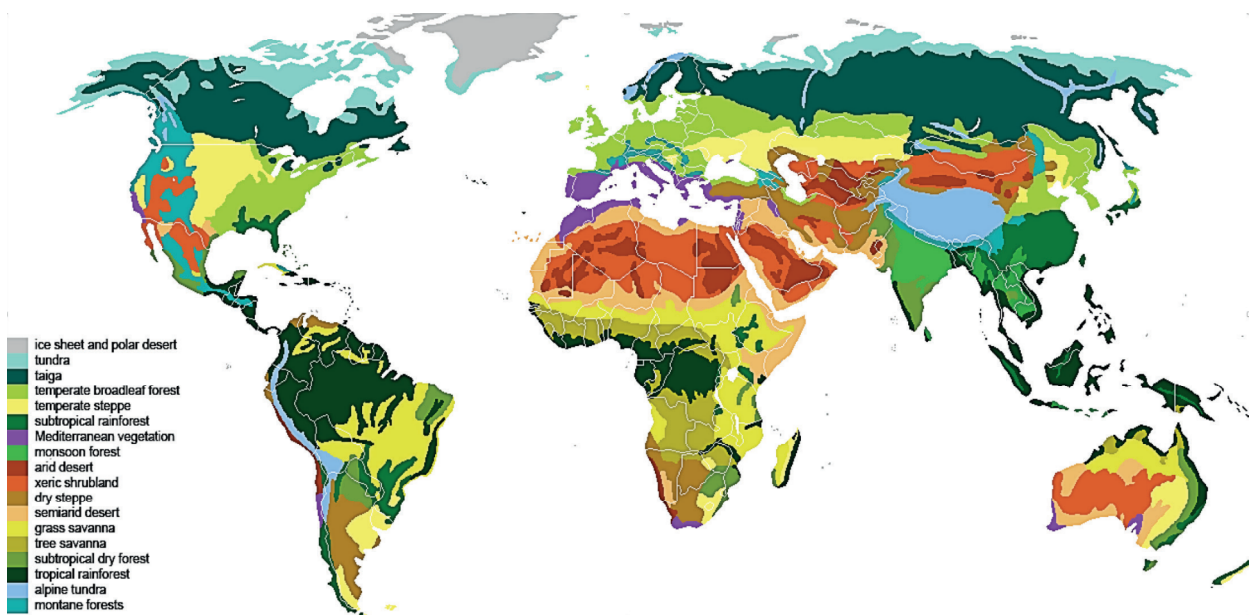 ice sheet and polar desert
tundra
taiga
temperate broadleaf forest
temperate steppe
subtropical rainforest
Mediterranean vegetation
monsoon forest
arid desert
xeric shrubland
dry steppe
semiarid desert
grass savanna
tree savanna
subtropical dry forest
tropical rainforest
alpine tundra
montane forests